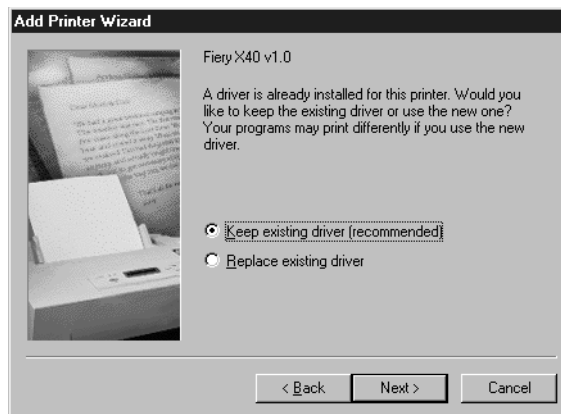 Add Printer Wizard
Fiery X40 v1.0
A driver is already installed for this printer. Would you
like to keep the existing driver or use the new one?
Your programs may print differently if you use the new
driver.
Keep existing driver (recommended)
Replace existing driver
< Back
Next >
Cancel